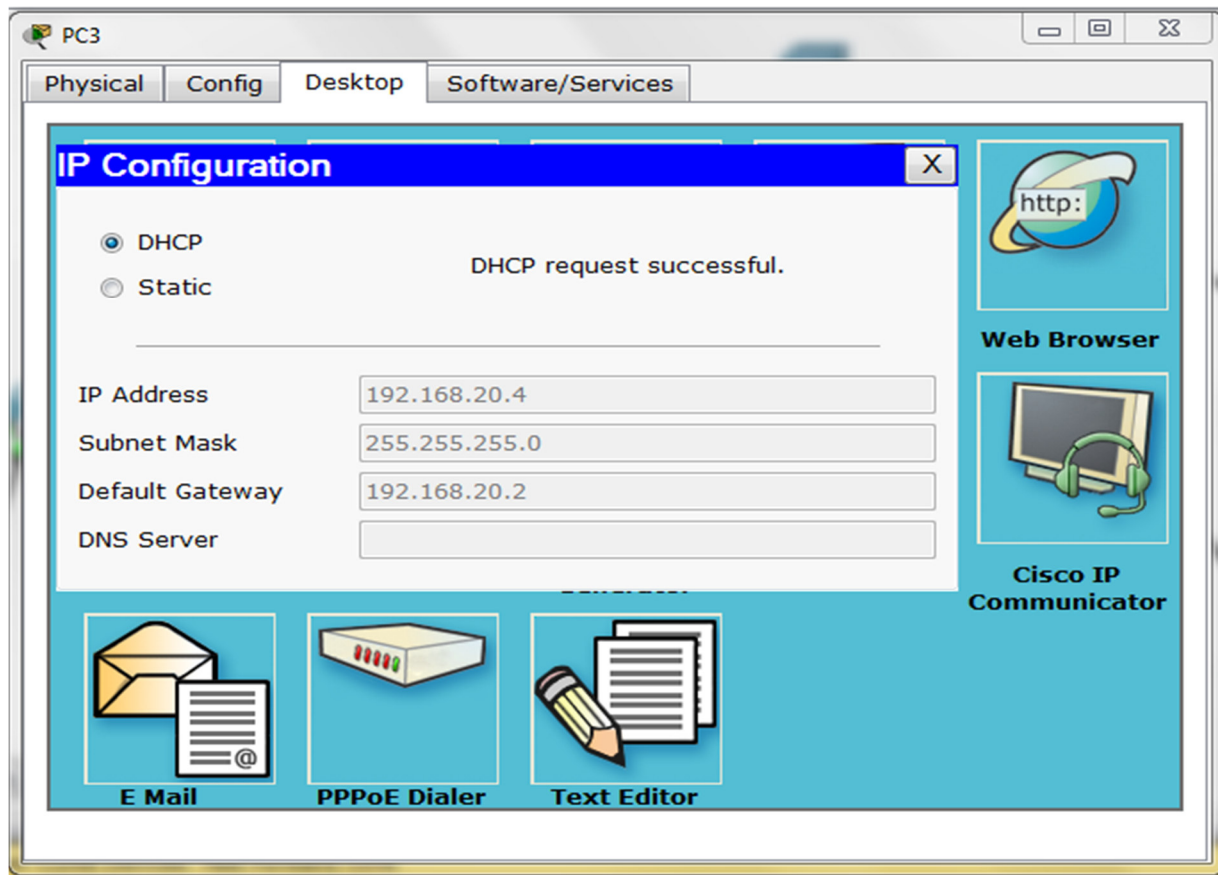 PC3
Physical Config Desktop Software/Services
IP Configuration X
DHCP
DHCP request successful.
Static
http:
Web Browser
IP Address 192.168.20.4
Subnet Mask 255.255.255.0
Default Gateway 192.168.20.2
DNS Server
Cisco IP
Communicator
@
E Mail PPPoE Dialer Text Editor